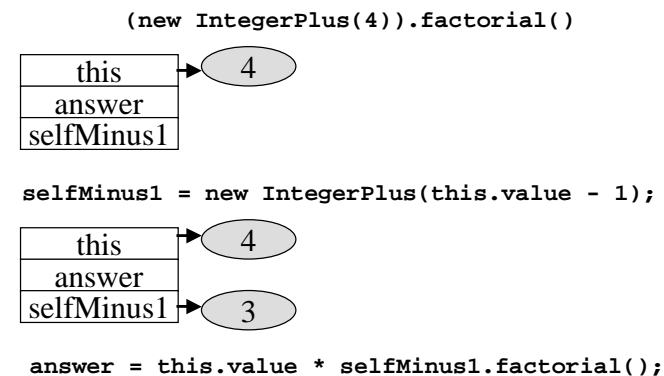 (new IntegerPlus(4)).factorial()
this
4
answer
selfMinus1
selfMinus1 = new IntegerPlus(this.value - 1);
this
4
answer
selfMinus1
3
answer = this.value * selfMinus1.factorial();